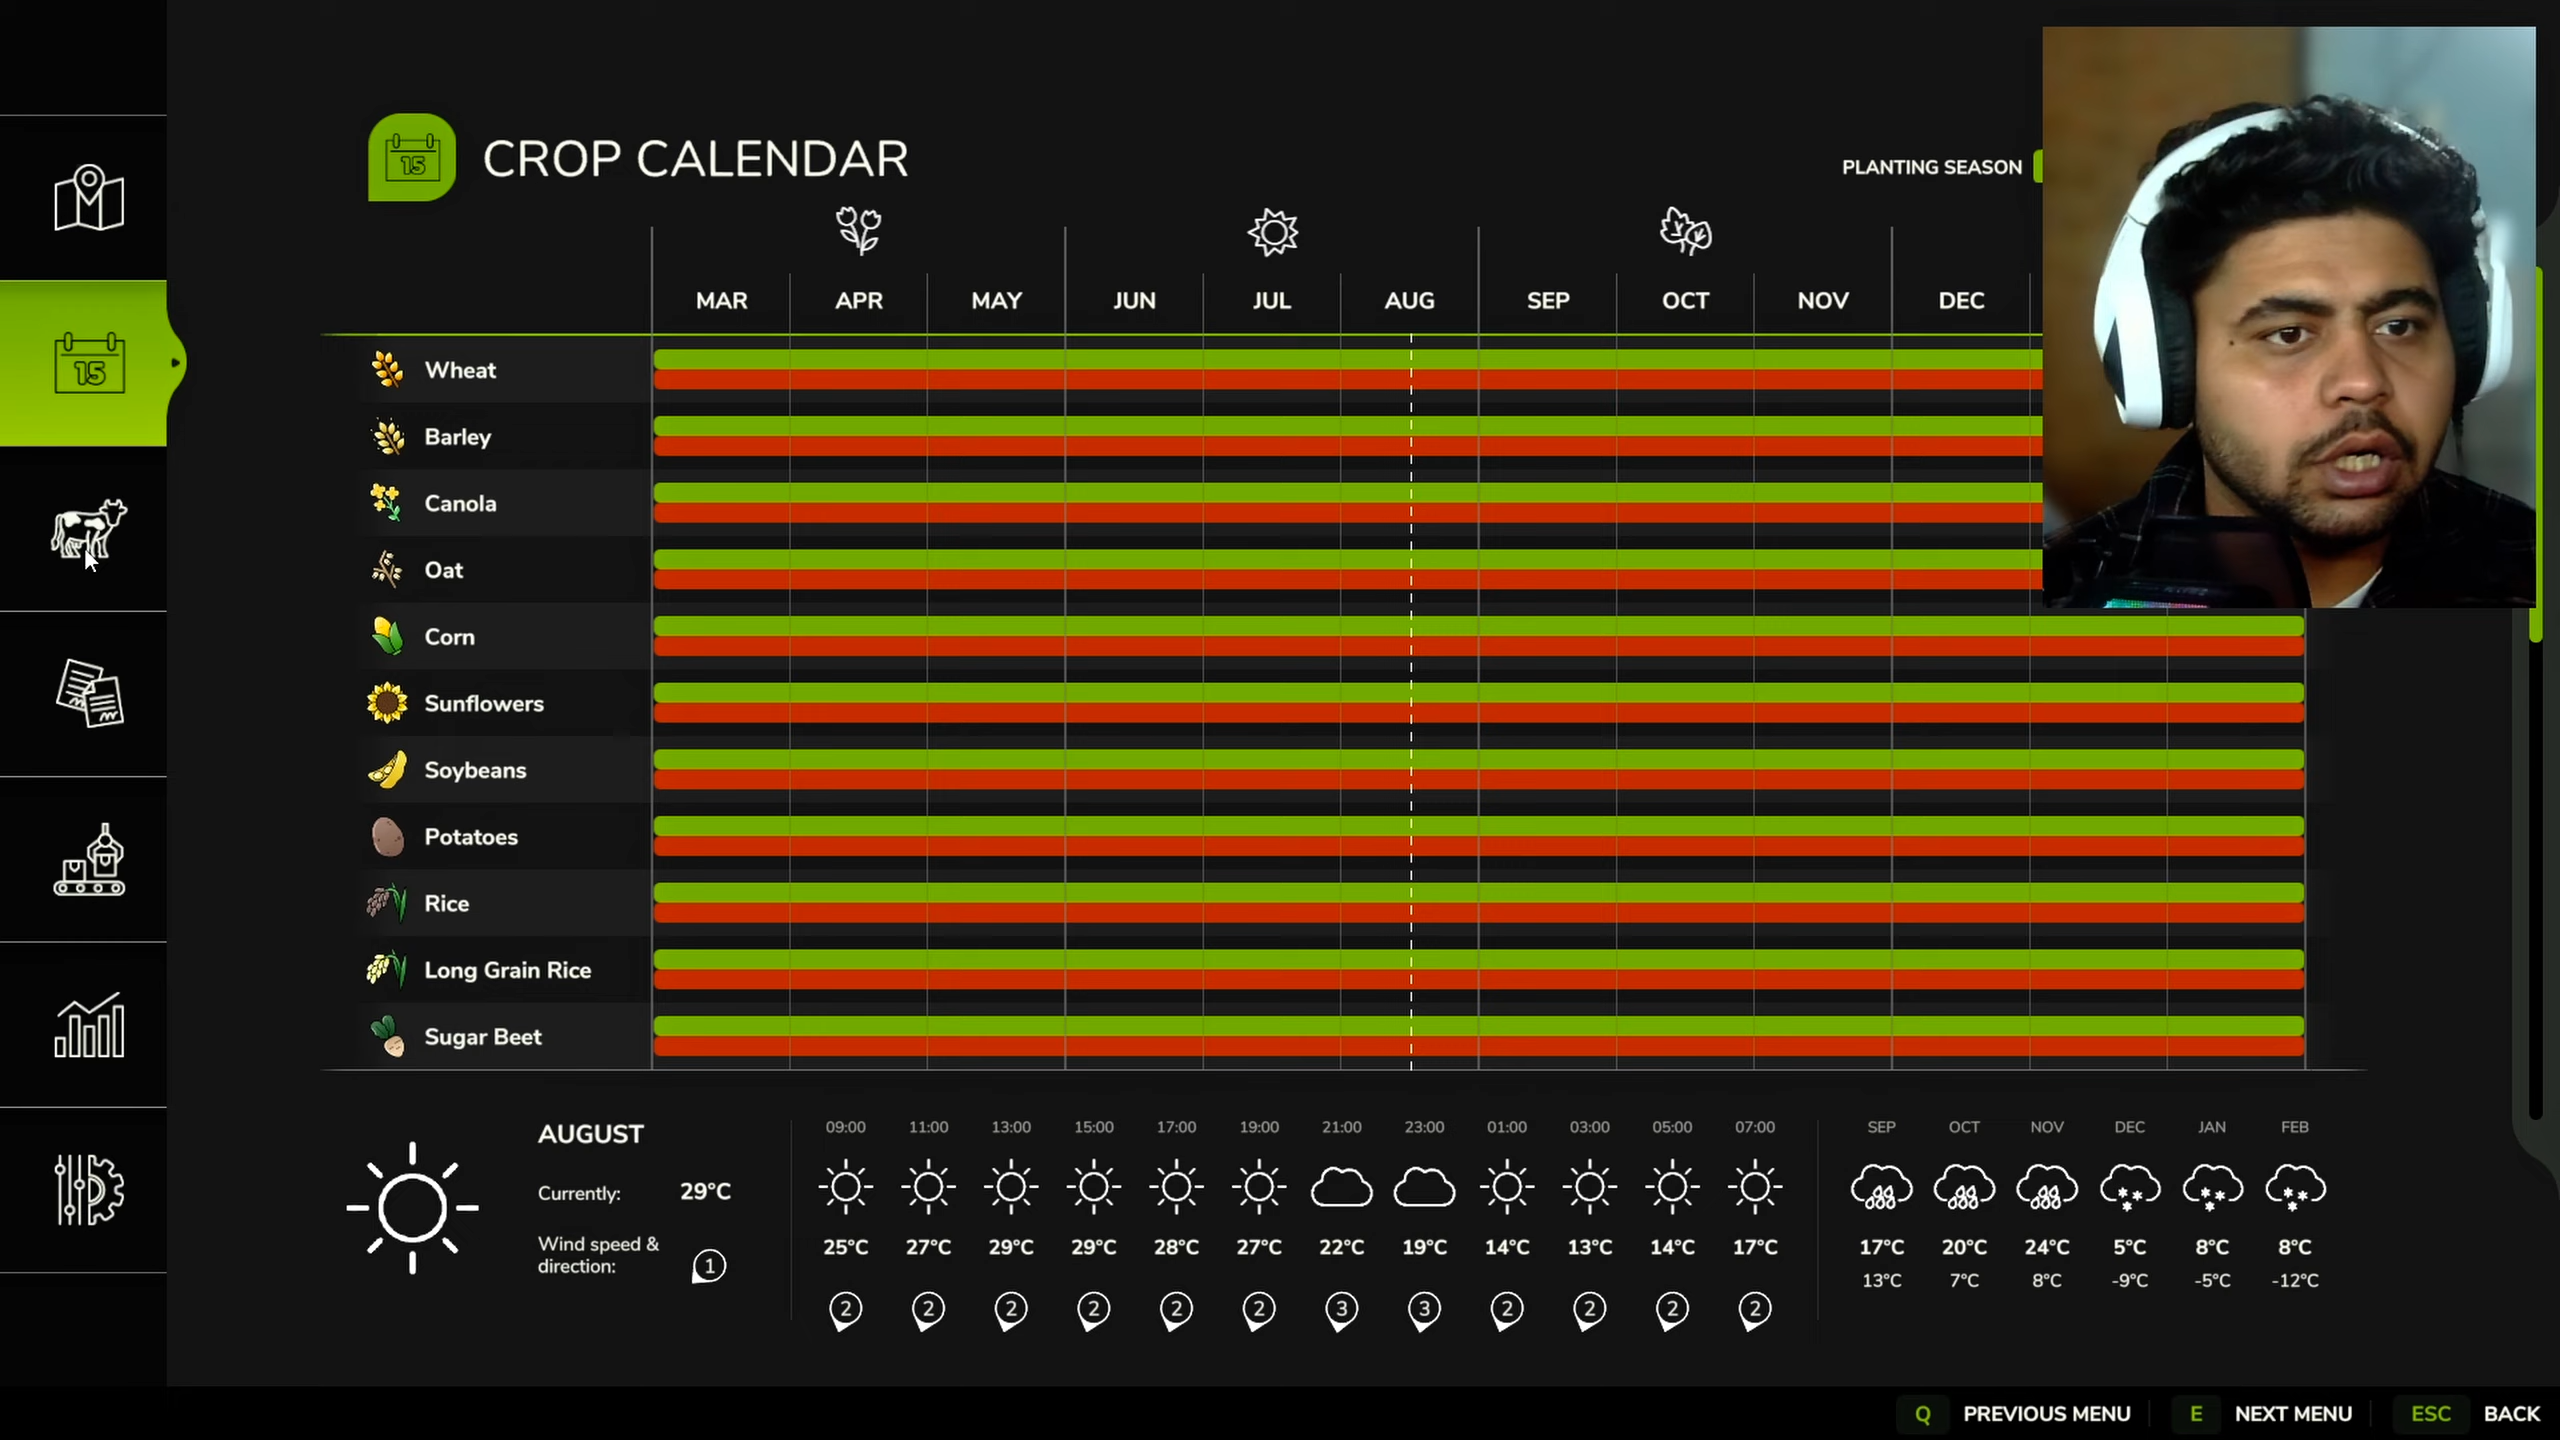 15
CROP CALENDAR
PLANTING SEASON
MAR APR MAY JUN JUL AUG SEP OCT NOV DEC
15
Wheat
Barley
Canola
Oat
Corn
Sunflowers
Soybeans
Potatoes
Rice
Long Grain Rice
Sugar Beet
AUGUST
Currently: 29°C
Wind speed &
direction: 1
09:00 11:00 13:00 15:00 17:00 19:00 21:00 23:00 01:00 03:00 05:00 07:00
25°C 27°C 29°C 29°C 28°C 27°C 22°C 19°C 14°C 13°C 14°C 17°C
2 2 2 2 2 2 3 3 2 2 2 2
SEP OCT NOV DEC JAN FEB
17°C 20°C 24°C 5°C 8°C 8°C
13°C 7°C 8°C -9°C -5°C -12°C
Q PREVIOUS MENU E NEXT MENU ESC BACK